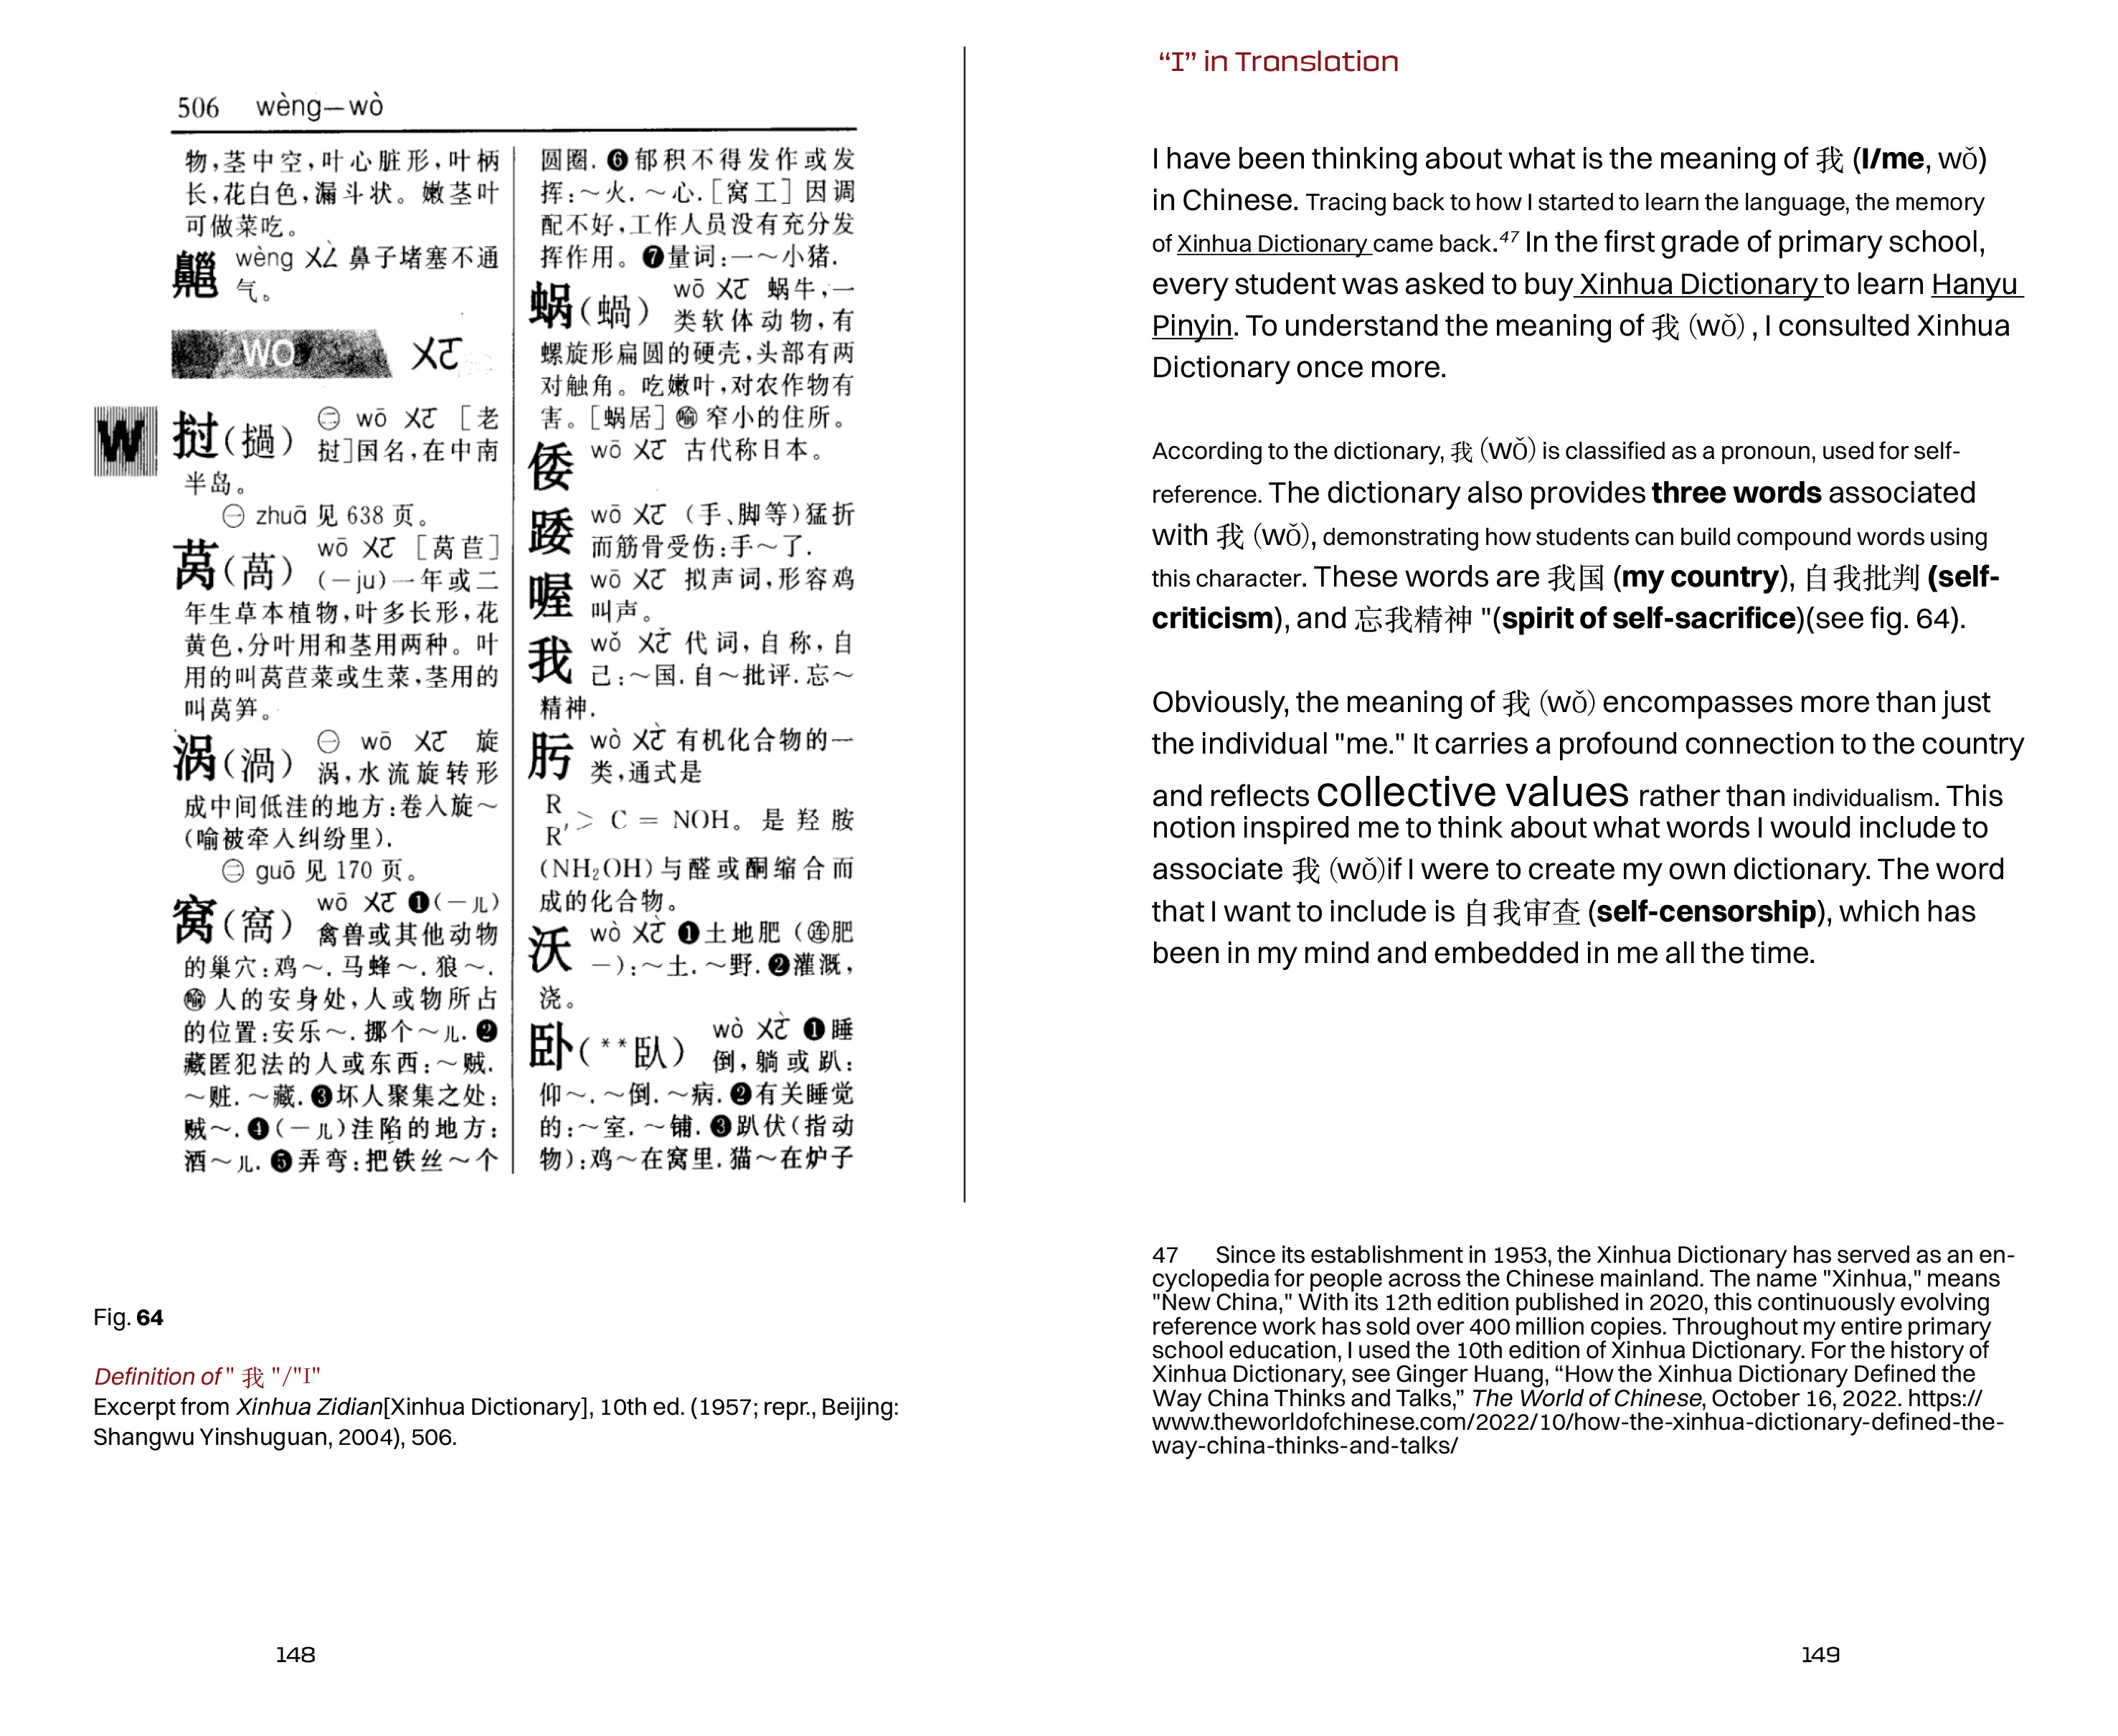 506 wèng—wò
物,茎中空,叶心脏形,叶柄
长,花白色,漏斗状。嫩茎叶
可做菜吃。
齆 wèng ㄨㄥˋ 鼻子堵塞不通
气。
WO ㄨㄛ
W
挝(撾) ㊁ wō ㄨㄛ [老
挝]国名,在中南
半岛。
㊀ zhuā 见 638 页。
莴(萵) wō ㄨㄛ [莴苣]
(-ju)一年或二
年生草本植物,叶多长形,花
黄色,分叶用和茎用两种。叶
用的叫莴苣菜或生菜,茎用的
叫莴笋。
涡(渦) ㊀ wō ㄨㄛ 旋
涡,水流旋转形
成中间低洼的地方:卷入旋~
(喻被牵入纠纷里).
㊁ guō 见 170 页。
窝(窩) wō ㄨㄛ ❶(-儿)
禽兽或其他动物
的巢穴:鸡~. 马蜂~. 狼~.
㊥喻 人的安身处,人或物所占
的位置:安乐~. 挪个~儿. ❷
藏匿犯法的人或东西:~贼.
~赃. ~藏. ❸坏人聚集之处:
贼~. ❹(-儿)洼陷的地方:
酒~儿. ❺弄弯:把铁丝~个
圆圈. ❻郁积不得发作或发
挥:~火. ~心. [窝工] 因调
配不好,工作人员没有充分发
挥作用。❼量词:一~小猪.
蜗(蝸) wō ㄨㄛ 蜗牛,一
类软体动物,有
螺旋形扁圆的硬壳,头部有两
对触角。吃嫩叶,对农作物有
害。[蜗居] 喻 窄小的住所。
倭 wō ㄨㄛ 古代称日本。
踒 wō ㄨㄛ (手、脚等)猛折
而筋骨受伤:手~了.
喔 wō ㄨㄛ 拟声词,形容鸡
叫声。
我 wǒ ㄨㄛˇ 代词,自称,自
己:~国. 自~批评. 忘~
精神.
肟 wò ㄨㄛˋ 有机化合物的一
类,通式是
R
R′ > C = NOH。是羟胺
(NH₂OH)与醛或酮缩合而
成的化合物。
沃 wò ㄨㄛˋ ❶土地肥(连肥
-):~土. ~野. ❷灌溉,
浇。
卧(**臥) wò ㄨㄛˋ ❶睡
倒,躺或趴:
仰~. ~倒. ~病. ❷有关睡觉
的:~室. ~铺. ❸趴伏(指动
物):鸡~在窝里. 猫~在炉子
Fig. 64
Definition of " 我 "/"I"
Excerpt from Xinhua Zidian[Xinhua Dictionary], 10th ed. (1957; repr., Beijing:
Shangwu Yinshuguan, 2004), 506.
148
“I” in Translation
I have been thinking about what is the meaning of 我 (I/me, wǒ)
in Chinese. Tracing back to how I started to learn the language, the memory
of Xinhua Dictionary came back.47 In the first grade of primary school,
every student was asked to buy Xinhua Dictionary to learn Hanyu
Pinyin. To understand the meaning of 我 (wǒ) , I consulted Xinhua
Dictionary once more.
According to the dictionary, 我 (wǒ) is classified as a pronoun, used for self-
reference. The dictionary also provides three words associated
with 我 (wǒ), demonstrating how students can build compound words using
this character. These words are 我国 (my country), 自我批判 (self-
criticism), and 忘我精神 "(spirit of self-sacrifice)(see fig. 64).
Obviously, the meaning of 我 (wǒ) encompasses more than just
the individual "me." It carries a profound connection to the country
and reflects collective values rather than individualism. This
notion inspired me to think about what words I would include to
associate 我 (wǒ)if I were to create my own dictionary. The word
that I want to include is 自我审查 (self-censorship), which has
been in my mind and embedded in me all the time.
47 Since its establishment in 1953, the Xinhua Dictionary has served as an en-
cyclopedia for people across the Chinese mainland. The name "Xinhua," means
"New China," With its 12th edition published in 2020, this continuously evolving
reference work has sold over 400 million copies. Throughout my entire primary
school education, I used the 10th edition of Xinhua Dictionary. For the history of
Xinhua Dictionary, see Ginger Huang, “How the Xinhua Dictionary Defined the
Way China Thinks and Talks,” The World of Chinese, October 16, 2022. https://
www.theworldofchinese.com/2022/10/how-the-xinhua-dictionary-defined-the-
way-china-thinks-and-talks/
149